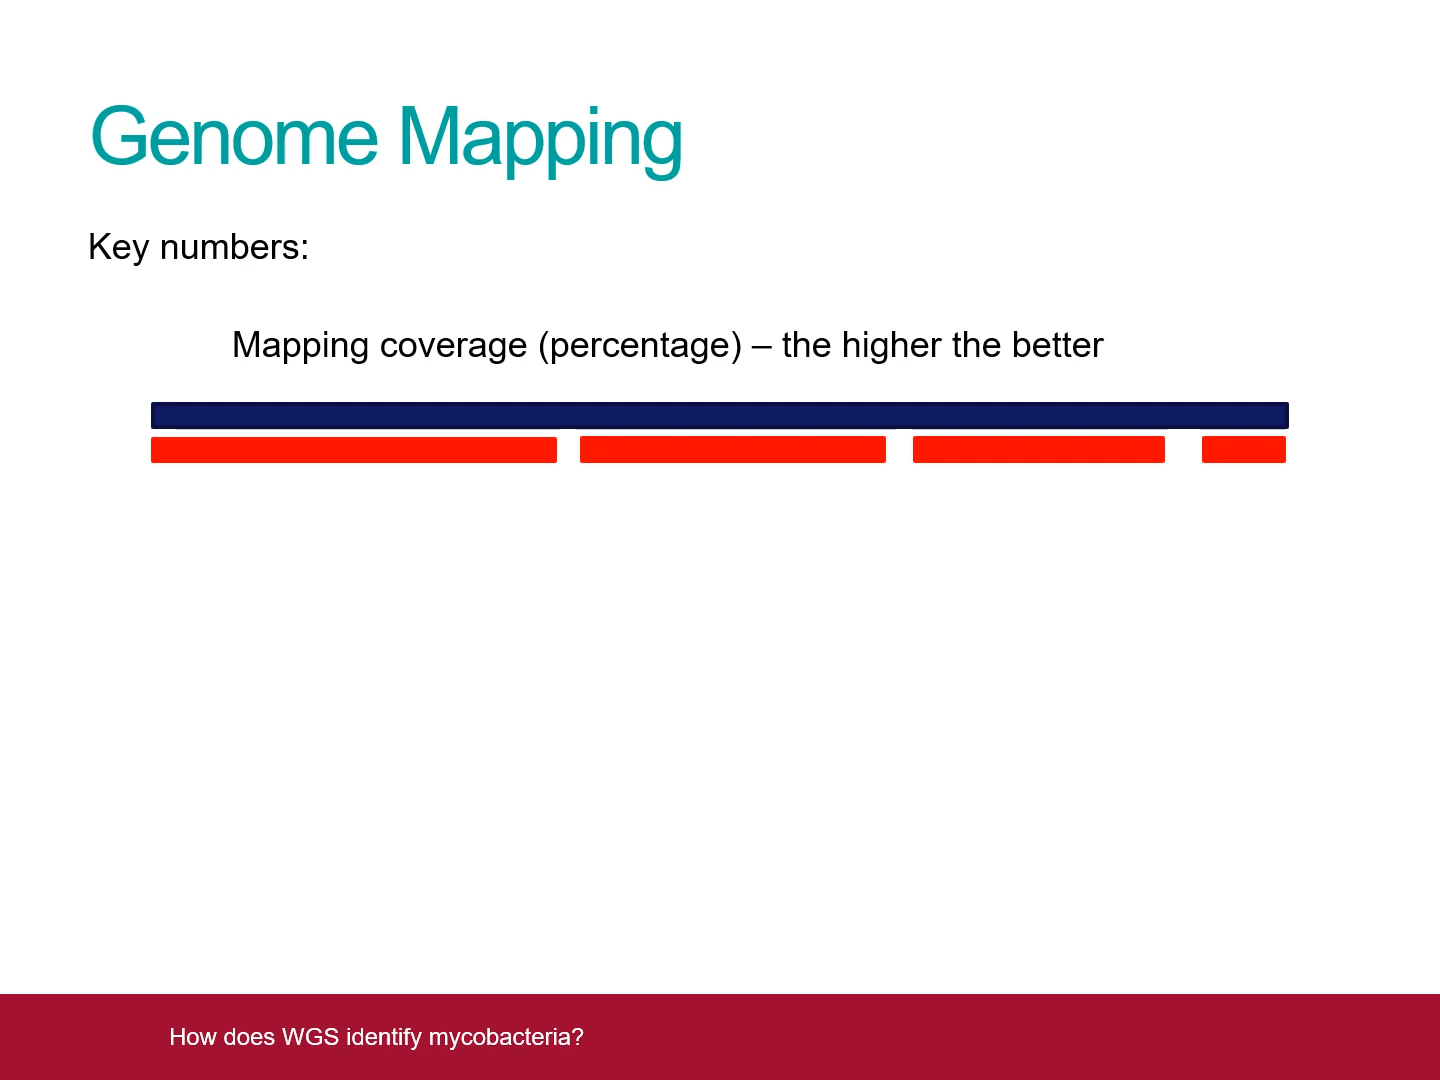 Genome Mapping
Key numbers:
Mapping coverage (percentage) – the higher the better
How does WGS identify mycobacteria?